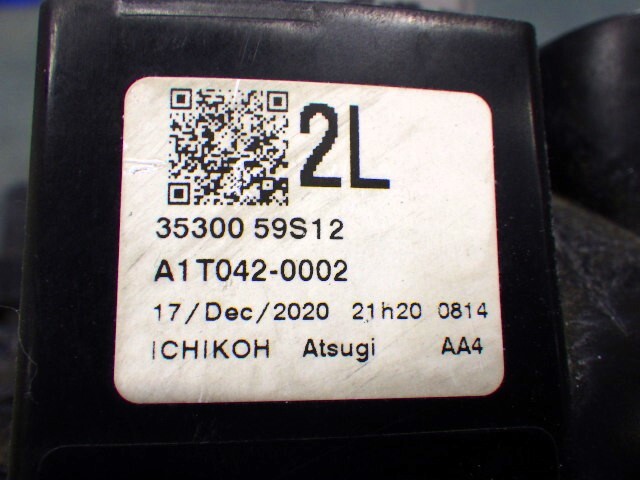 2L
35300 59S12
A1T042-0002
17/Dec/2020 21h20 0814
ICHIKOH Atsugi AA4